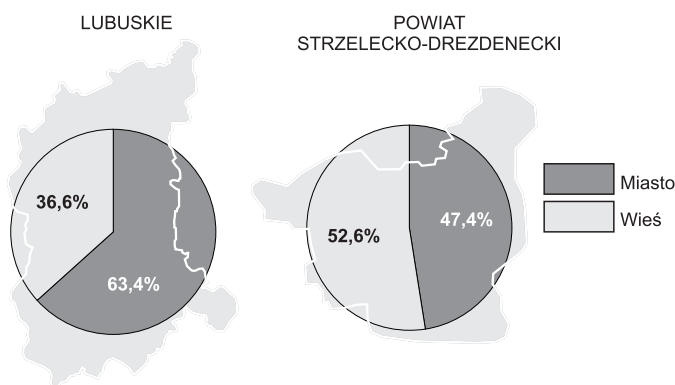 LUBUSKIE
POWIAT
STRZELECKO-DREZDENECKI
36,6%
63,4%
52,6%
47,4%
Miasto
Wieś